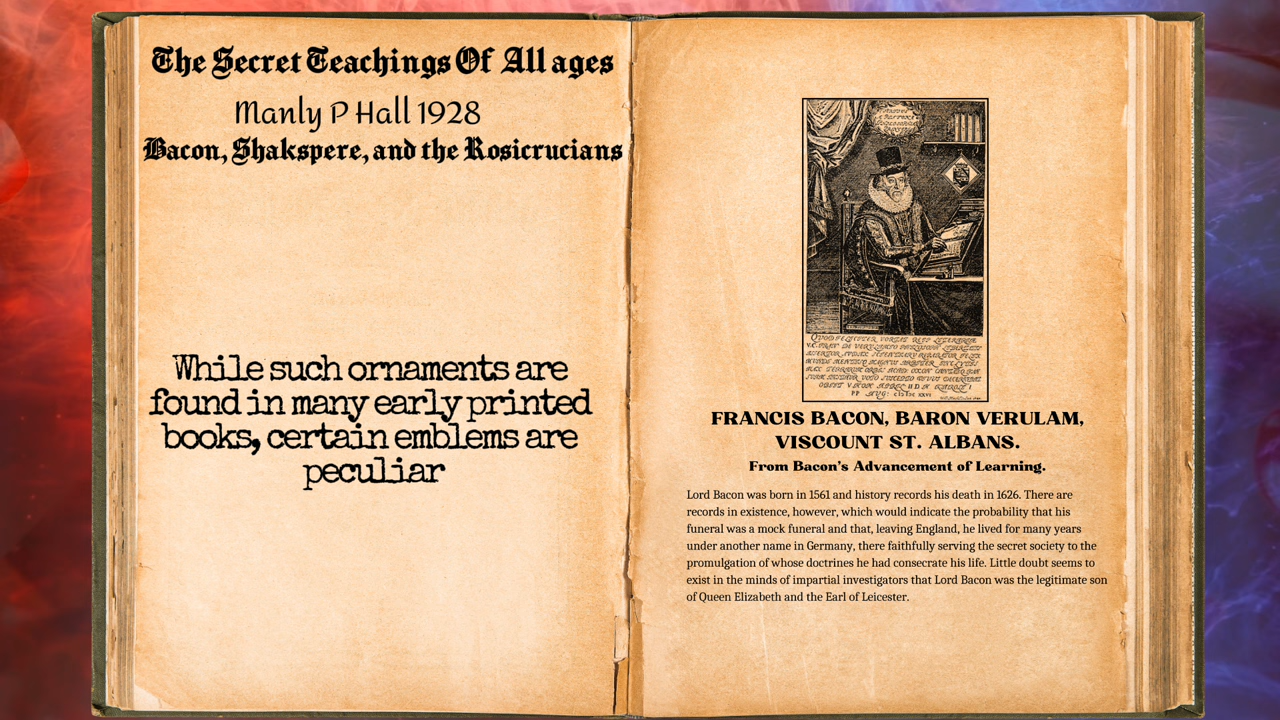 The Secret Teachings Of All ages
Manly P Hall 1928
Bacon, Shakspere, and the Rosicrucians
While such ornaments are
found in many early printed
books, certain emblems are
peculiar
FRANCIS BACON, BARON VERULAM,
VISCOUNT ST. ALBANS.
From Bacon's Advancement of Learning.
Lord Bacon was born in 1561 and history records his death in 1626. There are
records in existence, however, which would indicate the probability that his
funeral was a mock funeral and that, leaving England, he lived for many years
under another name in Germany, there faithfully serving the secret society to the
promulgation of whose doctrines he had consecrate his life. Little doubt seems to
exist in the minds of impartial investigators that Lord Bacon was the legitimate son
of Queen Elizabeth and the Earl of Leicester.